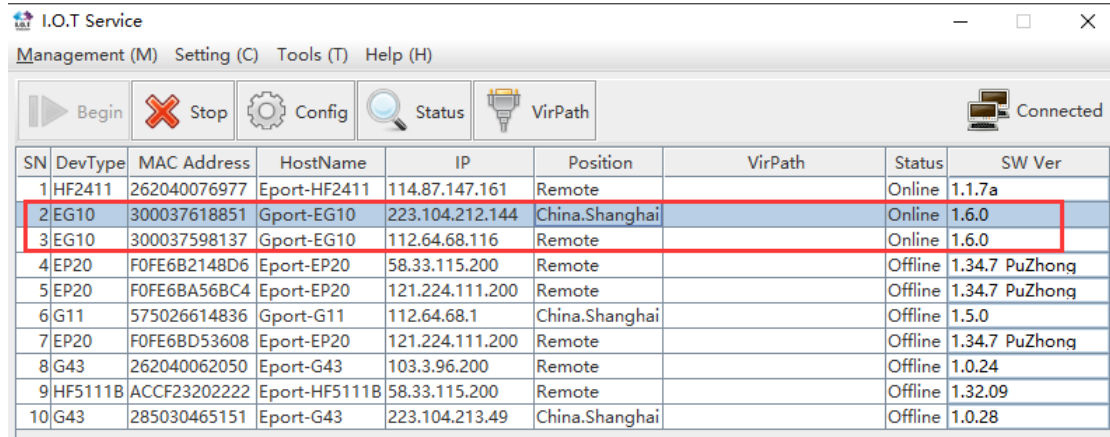 I.O.T Service
Management (M) Setting (C) Tools (T) Help (H)
Begin Stop Config Status VirPath Connected
SN DevType MAC Address HostName IP Position VirPath Status SW Ver
1 HF2411 262040076977 Eport-HF2411 114.87.147.161 Remote Online 1.1.7a
2 EG10 300037618851 Gport-EG10 223.104.212.144 China.Shanghai Online 1.6.0
3 EG10 300037598137 Gport-EG10 112.64.68.116 Remote Online 1.6.0
4 EP20 F0FE6B2148D6 Eport-EP20 58.33.115.200 Remote Offline 1.34.7 PuZhong
5 EP20 F0FE6BA56BC4 Eport-EP20 121.224.111.200 Remote Offline 1.34.7 PuZhong
6 G11 575026614836 Gport-G11 112.64.68.1 China.Shanghai Offline 1.5.0
7 EP20 F0FE6BD53608 Eport-EP20 121.224.111.200 Remote Offline 1.34.7 PuZhong
8 G43 262040062050 Eport-G43 103.3.96.200 Remote Offline 1.0.24
9 HF5111B ACCF23202222 Eport-HF5111B 58.33.115.200 Remote Offline 1.32.09
10 G43 285030465151 Eport-G43 223.104.213.49 China.Shanghai Offline 1.0.28